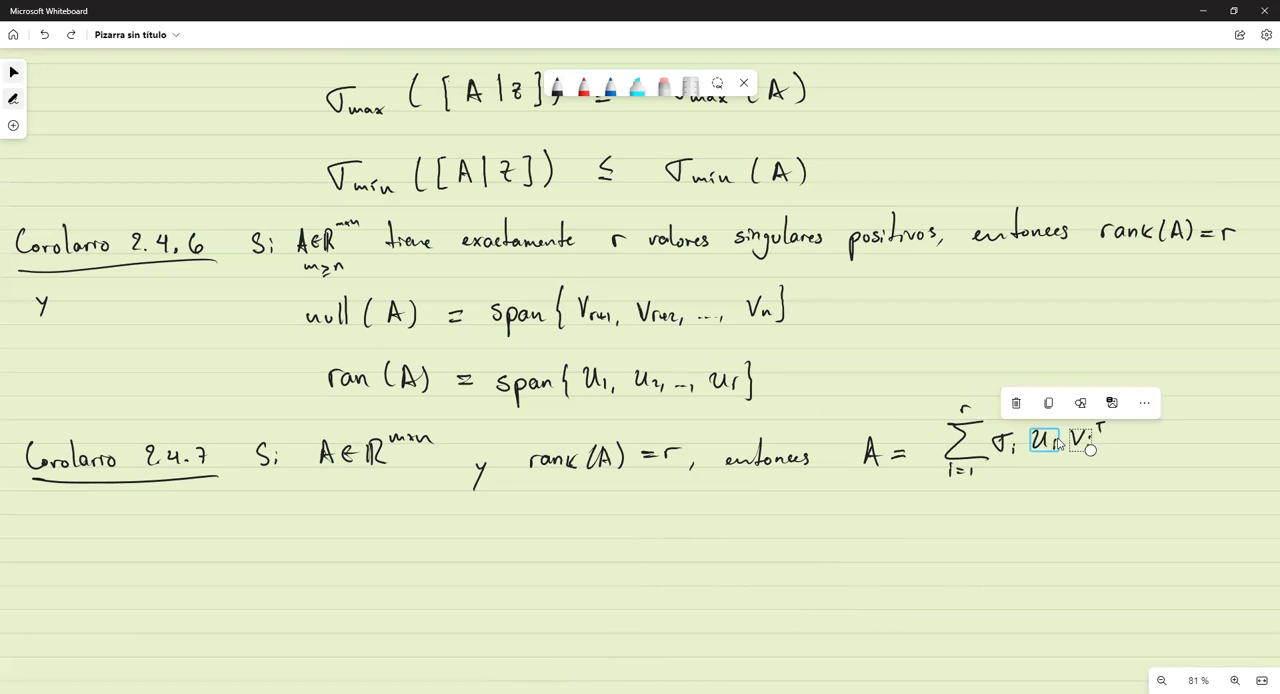 Microsoft Whiteboard
Pizarra sin título
σmax ([A|z]) ≥ σmax (A)
σmín ([A|z]) ≤ σmín (A)
Corolario 2.4.6 Si A∈ℝ^m×n m≥n tiene exactamente r valores singulares positivos, entonces rank(A)=r
y null(A) = span{Vr+1, Vr+2, ..., Vn}
ran(A) = span{u1, u2, .., ur}
Corolario 2.4.7 Si A∈ℝ^m×n y rank(A)=r, entonces A = Σ_{i=1}^{r} σi ui vi^T
81 %